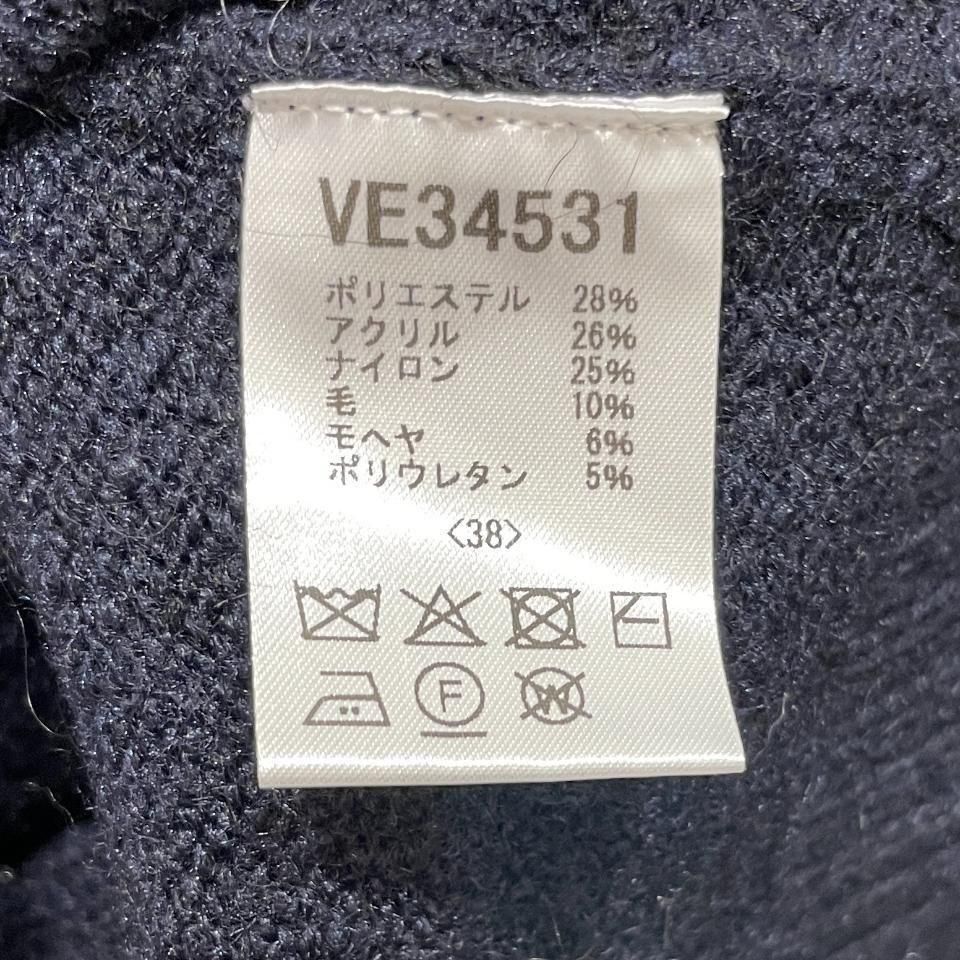 VE34531
ポリエステル 28%
アクリル 26%
ナイロン 25%
毛 10%
モヘヤ 6%
ポリウレタン 5%
〈38〉
F W